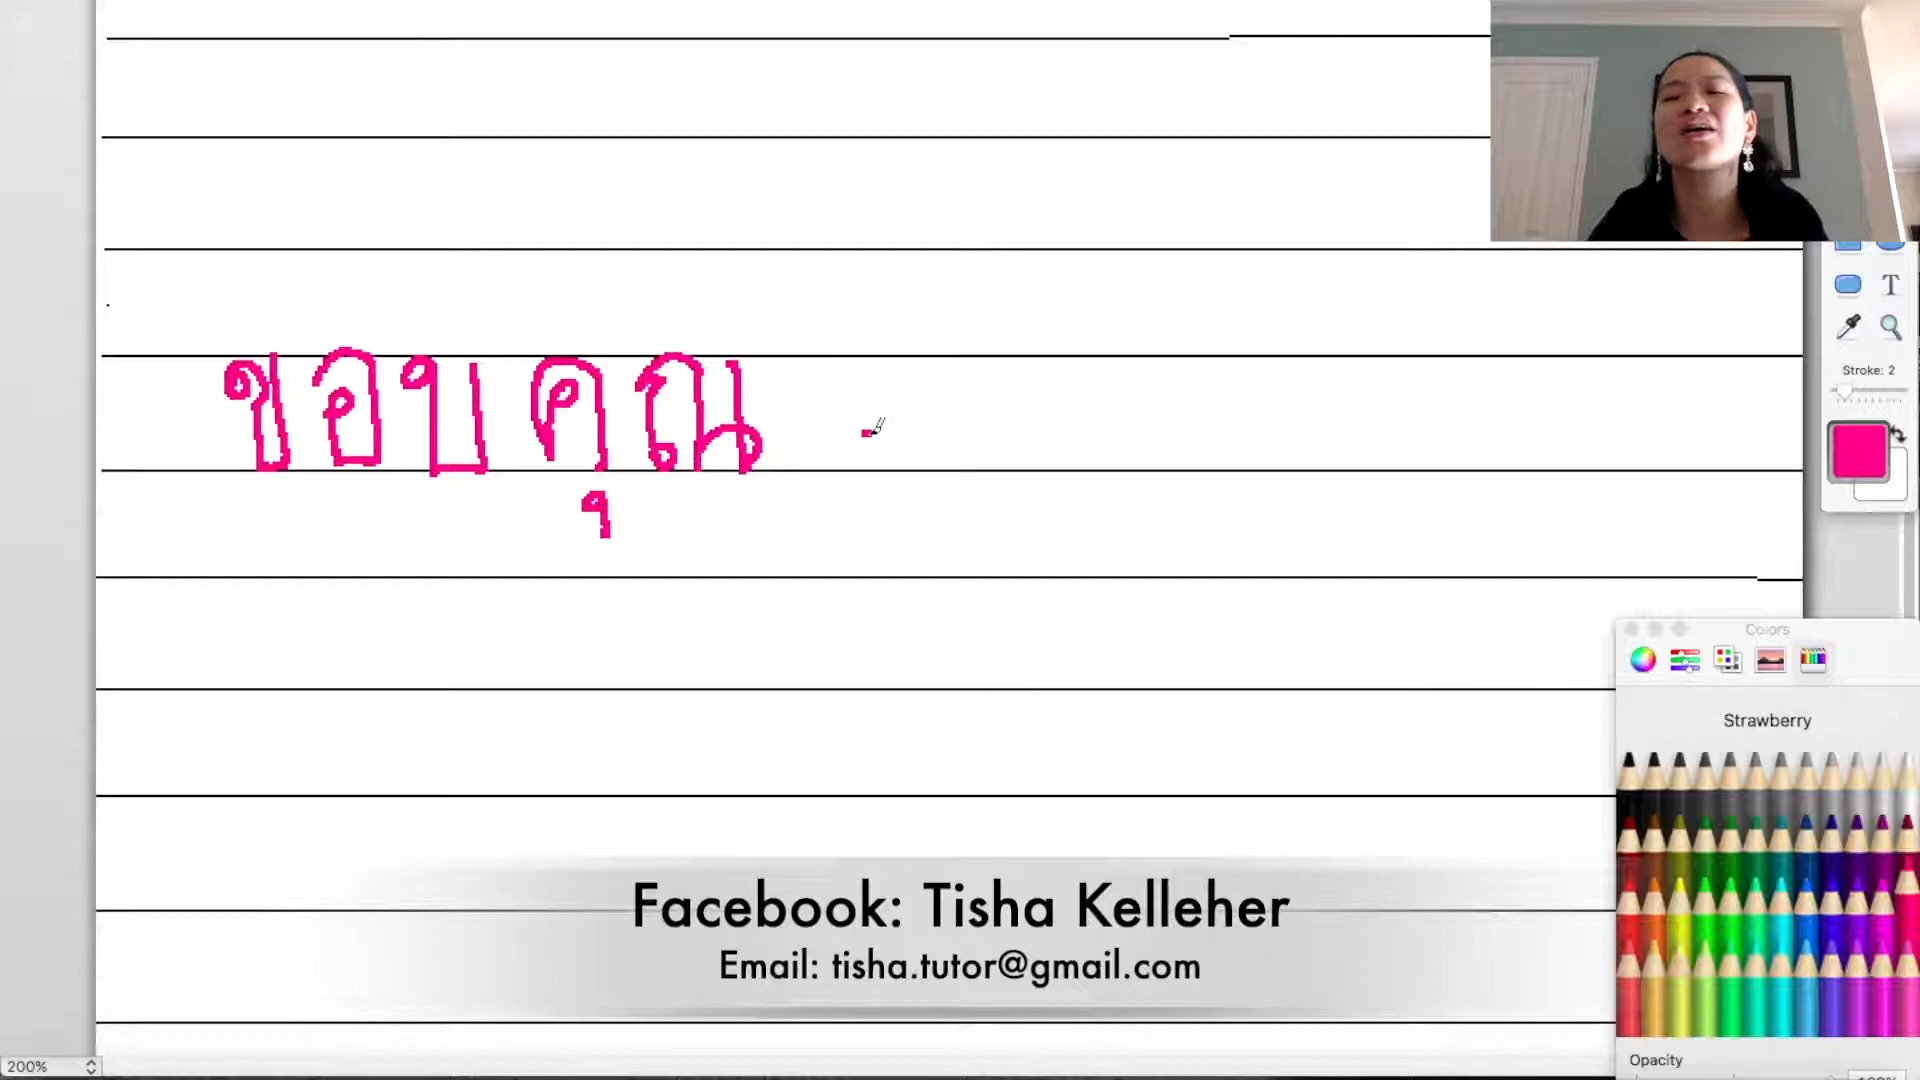 ขอบคุณ
T
Stroke: 2
Colors
Strawberry
Facebook: Tisha Kelleher
Email: tisha.tutor@gmail.com
Opacity
200%